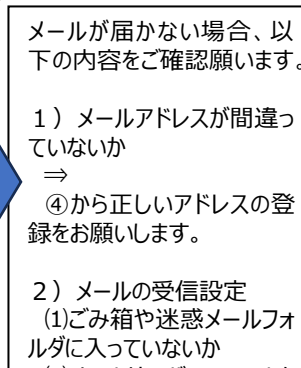 メールが届かない場合、以
下の内容をご確認願います。
１）メールアドレスが間違っ
ていないか
⇒
④から正しいアドレスの登
録をお願いします。
２）メールの受信設定
(1)ごみ箱や迷惑メールフォ
ルダに入っていないか